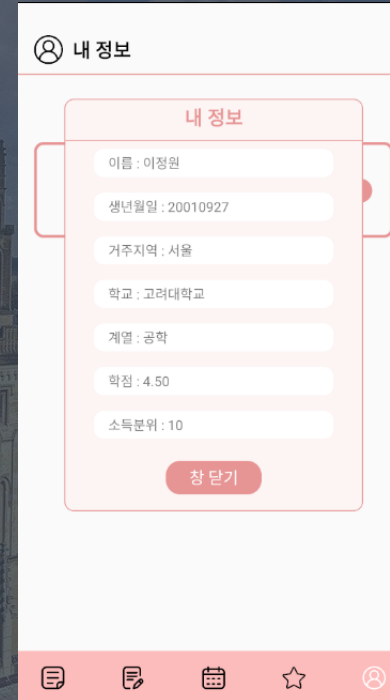 내 정보
내 정보
이름 : 이정원
생년월일 : 20010927
거주지역 : 서울
학교 : 고려대학교
계열 : 공학
학점 : 4.50
소득분위 : 10
창 닫기